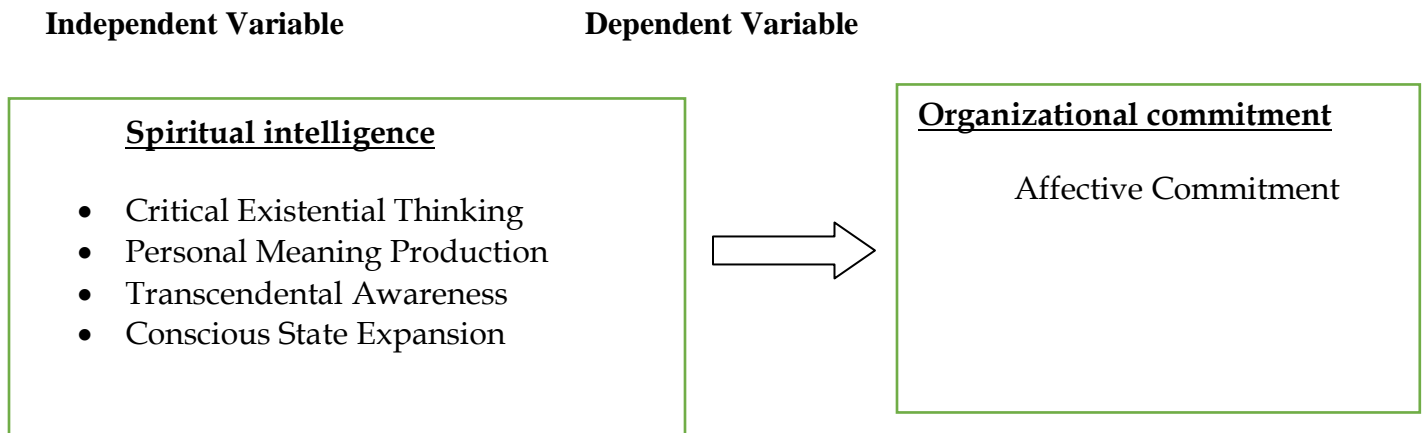 Independent Variable Dependent Variable
Spiritual intelligence
• Critical Existential Thinking
• Personal Meaning Production
• Transcendental Awareness
• Conscious State Expansion
Organizational commitment
Affective Commitment